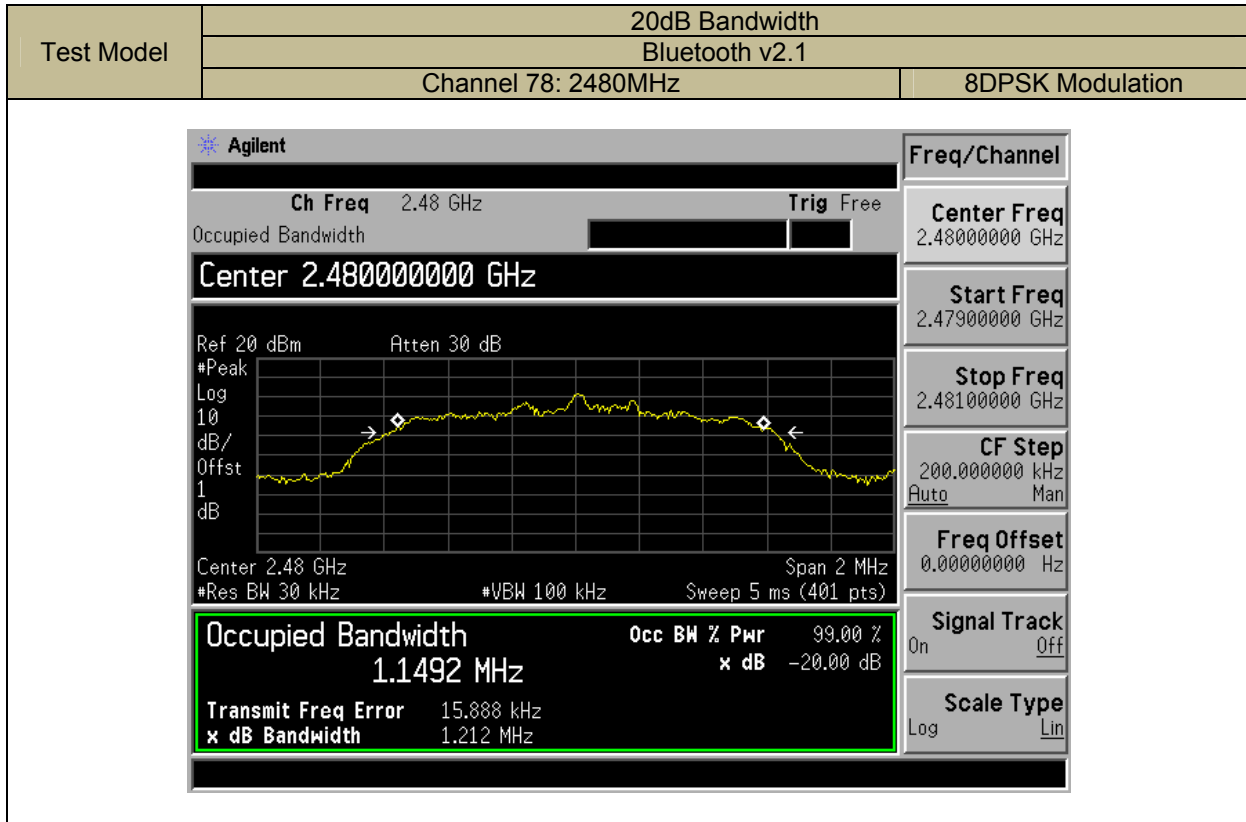 Test Model
20dB Bandwidth
Bluetooth v2.1
Channel 78: 2480MHz
8DPSK Modulation
Agilent
Freq/Channel
Ch Freq 2.48 GHz
Trig Free
Occupied Bandwidth
Center 2.480000000 GHz
Ref 20 dBm
Atten 30 dB
#Peak
Log
10
dB/
Offst
1
dB
Center 2.48 GHz
Span 2 MHz
#Res BW 30 kHz
#VBW 100 kHz
Sweep 5 ms (401 pts)
Occupied Bandwidth
1.1492 MHz
Occ BW % Pwr 99.00 %
x dB -20.00 dB
Transmit Freq Error 15.888 kHz
x dB Bandwidth 1.212 MHz
Center Freq
2.48000000 GHz
Start Freq
2.47900000 GHz
Stop Freq
2.48100000 GHz
CF Step
200.000000 kHz
Auto Man
Freq Offset
0.00000000 Hz
Signal Track
On Off
Scale Type
Log Lin